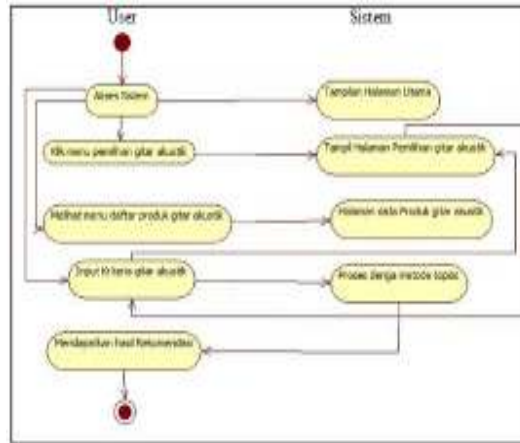 User Sistem
Akses Sistem
Tampilan Halaman Utama
Klik menu pemilihan gitar akustik
Tampil Halaman Pemilihan gitar akustik
Melihat menu daftar produk gitar akustik
Halaman data Produk gitar akustik
Input Kriteria gitar akustik
Proses denga metode topsis
Mendapatkan hasil Rekomendasi